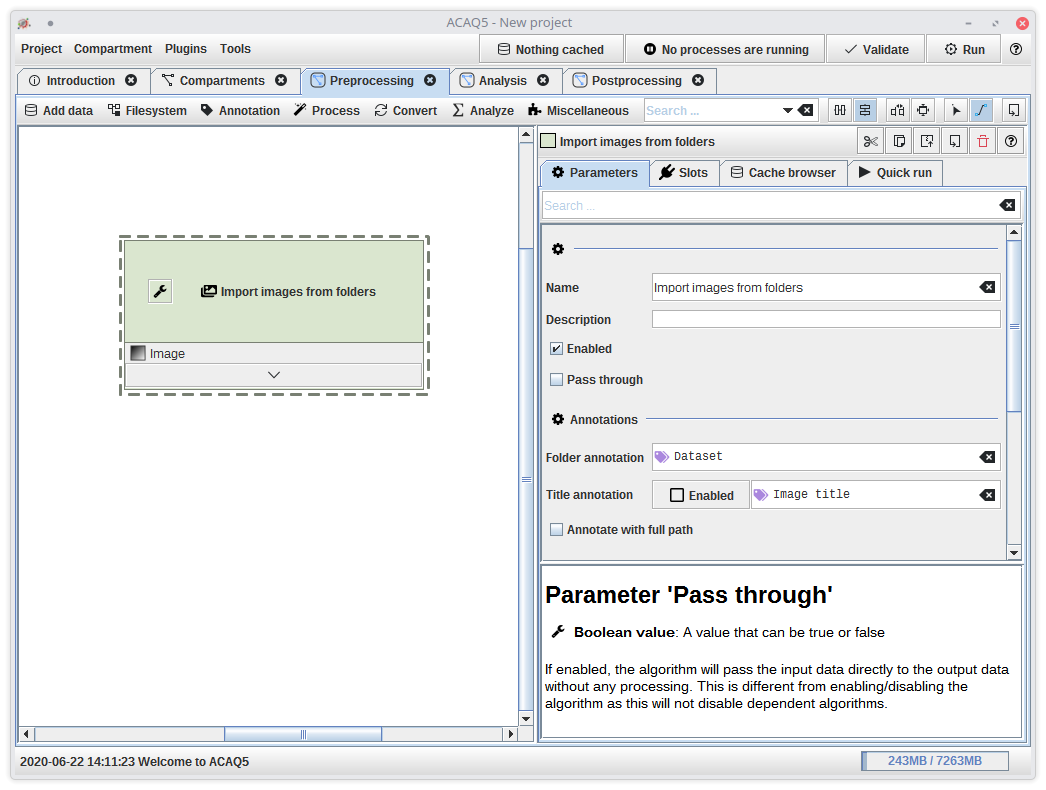 ACAQ5 - New project
Project Compartment Plugins Tools Nothing cached No processes are running Validate Run
Introduction Compartments Preprocessing Analysis Postprocessing
Add data Filesystem Annotation Process Convert Analyze Miscellaneous Search ...
Import images from folders
Parameters Slots Cache browser Quick run
Search ...
Name Import images from folders
Description
Enabled
Pass through
Annotations
Folder annotation Dataset
Title annotation Enabled Image title
Annotate with full path
Import images from folders
Image
Parameter 'Pass through'
Boolean value: A value that can be true or false
If enabled, the algorithm will pass the input data directly to the output data
without any processing. This is different from enabling/disabling the
algorithm as this will not disable dependent algorithms.
2020-06-22 14:11:23 Welcome to ACAQ5 243MB / 7263MB